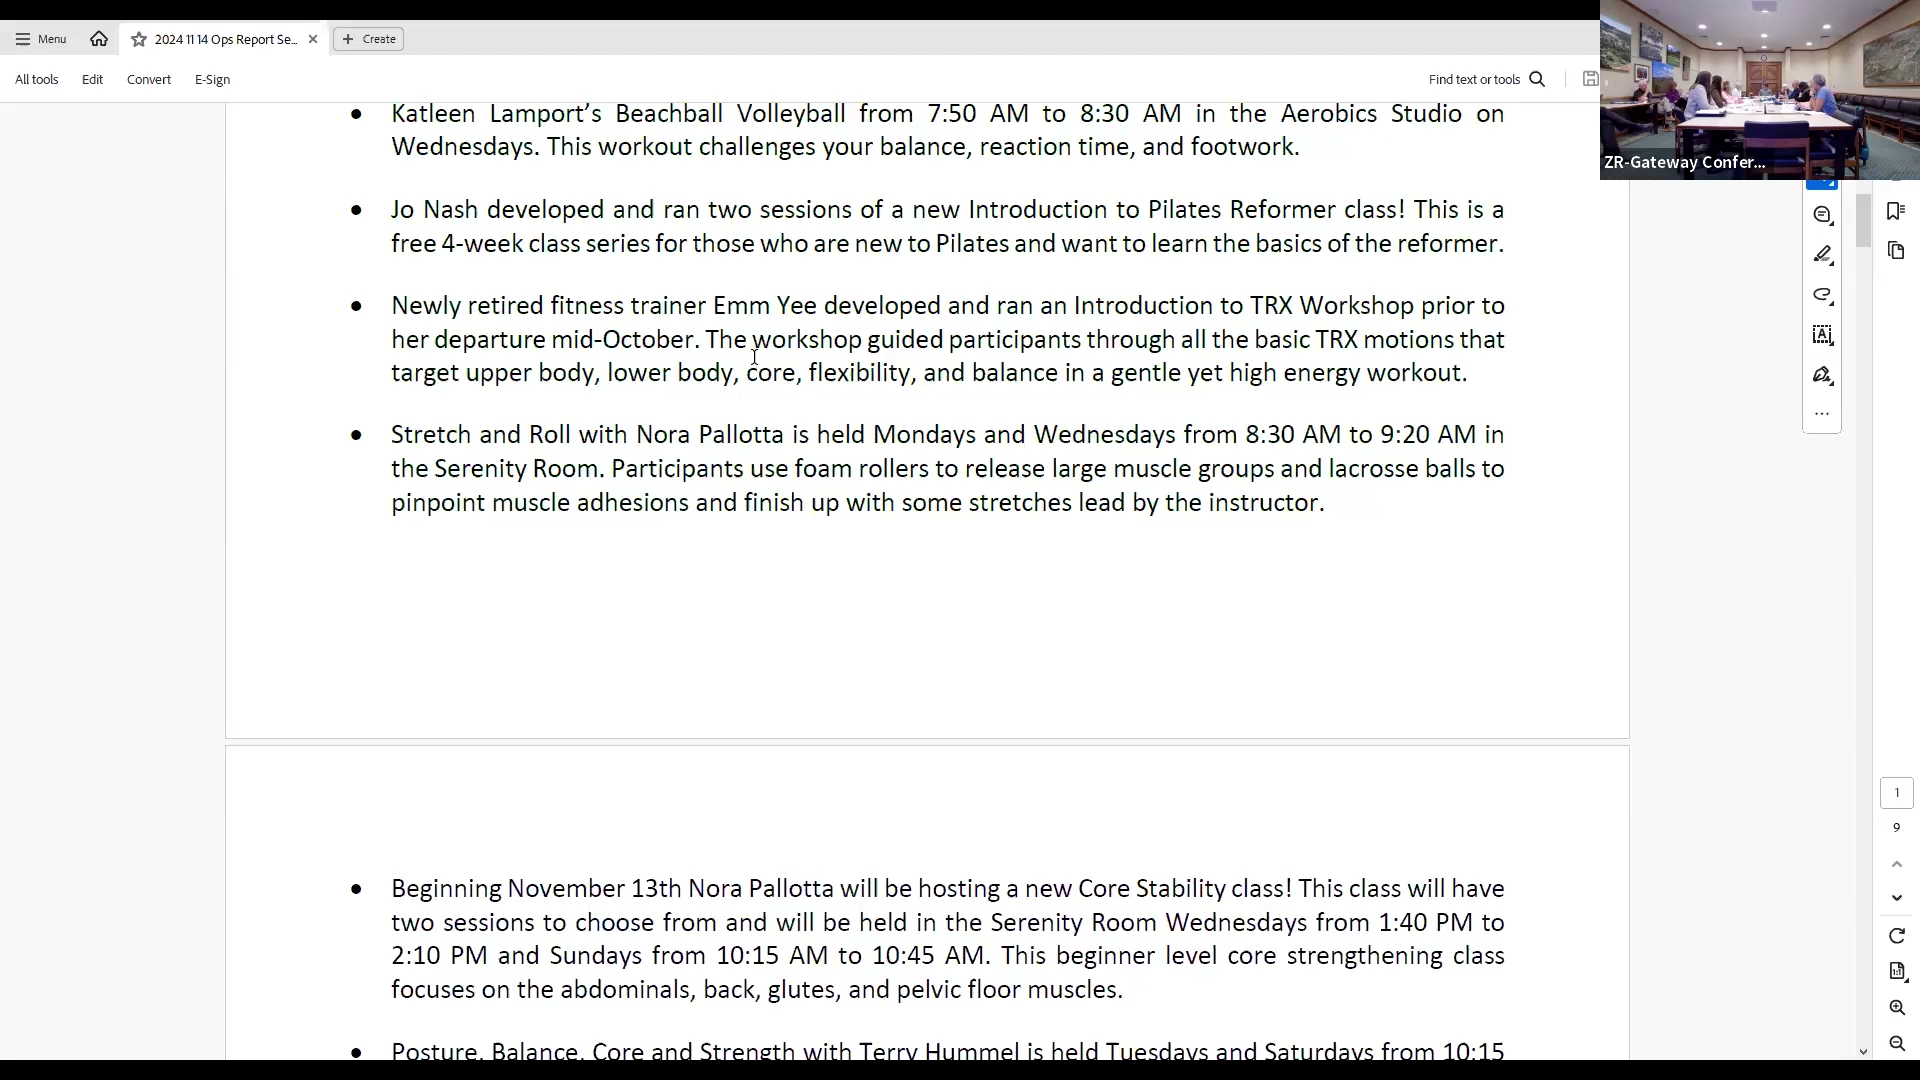 Menu
2024 11 14 Ops Report Se...
Create
All tools
Edit
Convert
E-Sign
Find text or tools
ZR-Gateway Confer...
• Katleen Lamport's Beachball Volleyball from 7:50 AM to 8:30 AM in the Aerobics Studio on
Wednesdays. This workout challenges your balance, reaction time, and footwork.
• Jo Nash developed and ran two sessions of a new Introduction to Pilates Reformer class! This is a
free 4-week class series for those who are new to Pilates and want to learn the basics of the reformer.
• Newly retired fitness trainer Emm Yee developed and ran an Introduction to TRX Workshop prior to
her departure mid-October. The workshop guided participants through all the basic TRX motions that
target upper body, lower body, core, flexibility, and balance in a gentle yet high energy workout.
• Stretch and Roll with Nora Pallotta is held Mondays and Wednesdays from 8:30 AM to 9:20 AM in
the Serenity Room. Participants use foam rollers to release large muscle groups and lacrosse balls to
pinpoint muscle adhesions and finish up with some stretches lead by the instructor.
• Beginning November 13th Nora Pallotta will be hosting a new Core Stability class! This class will have
two sessions to choose from and will be held in the Serenity Room Wednesdays from 1:40 PM to
2:10 PM and Sundays from 10:15 AM to 10:45 AM. This beginner level core strengthening class
focuses on the abdominals, back, glutes, and pelvic floor muscles.
• Posture, Balance, Core and Strength with Terry Hummel is held Tuesdays and Saturdays from 10:15
1
9